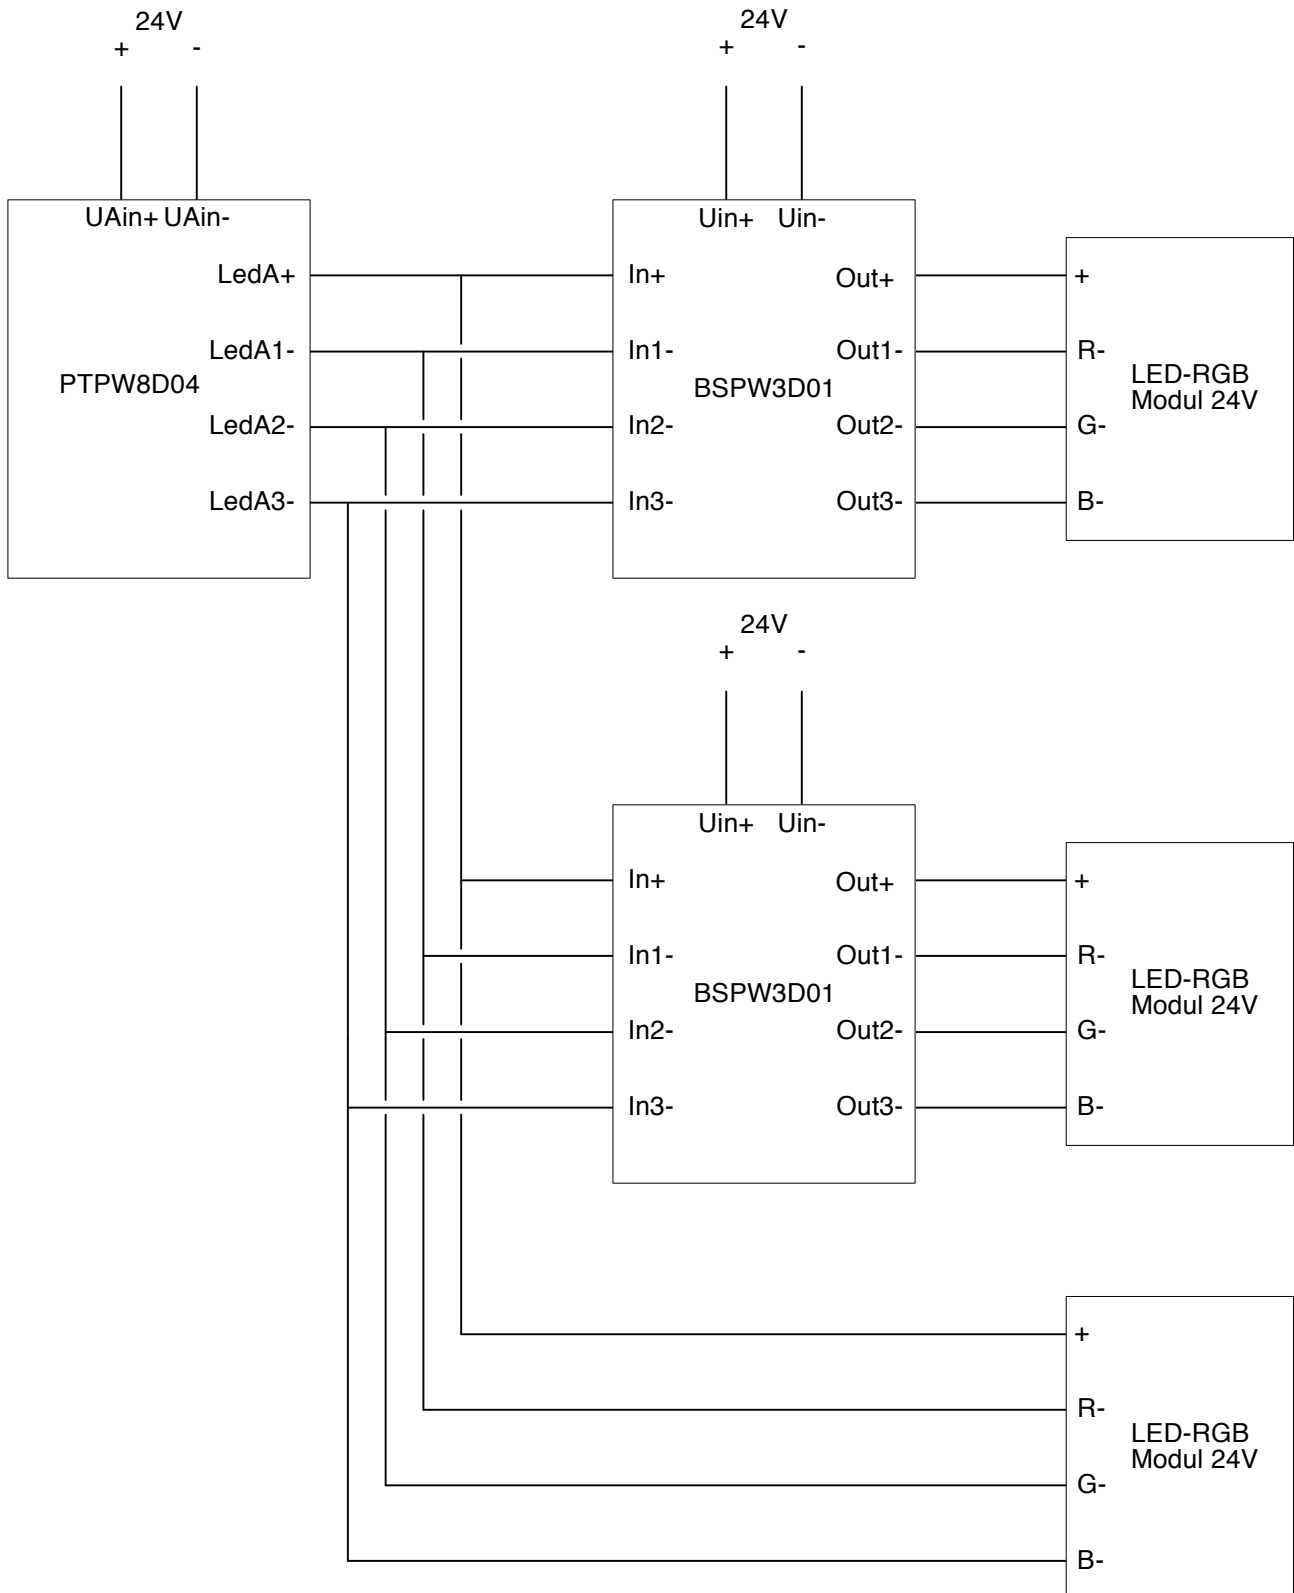 24V
+ -
24V
+ -
UAin+ UAin-
LedA+
LedA1-
PTPW8D04
LedA2-
LedA3-
Uin+ Uin-
In+ Out+
In1- Out1-
BSPW3D01
In2- Out2-
In3- Out3-
+
R-
LED-RGB
Modul 24V
G-
B-
24V
+ -
Uin+ Uin-
In+ Out+
In1- Out1-
BSPW3D01
In2- Out2-
In3- Out3-
+
R-
LED-RGB
Modul 24V
G-
B-
+
R-
LED-RGB
Modul 24V
G-
B-